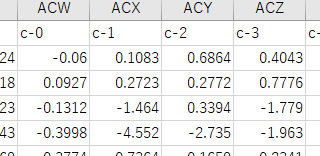 ACW ACX ACY ACZ
c-0 c-1 c-2 c-3
24 -0.06 0.1083 0.6864 0.4043
18 0.0927 0.2723 0.2772 0.7776
23 -0.1312 -1.464 0.3394 -1.779
43 -0.3998 -4.552 -2.735 -1.963